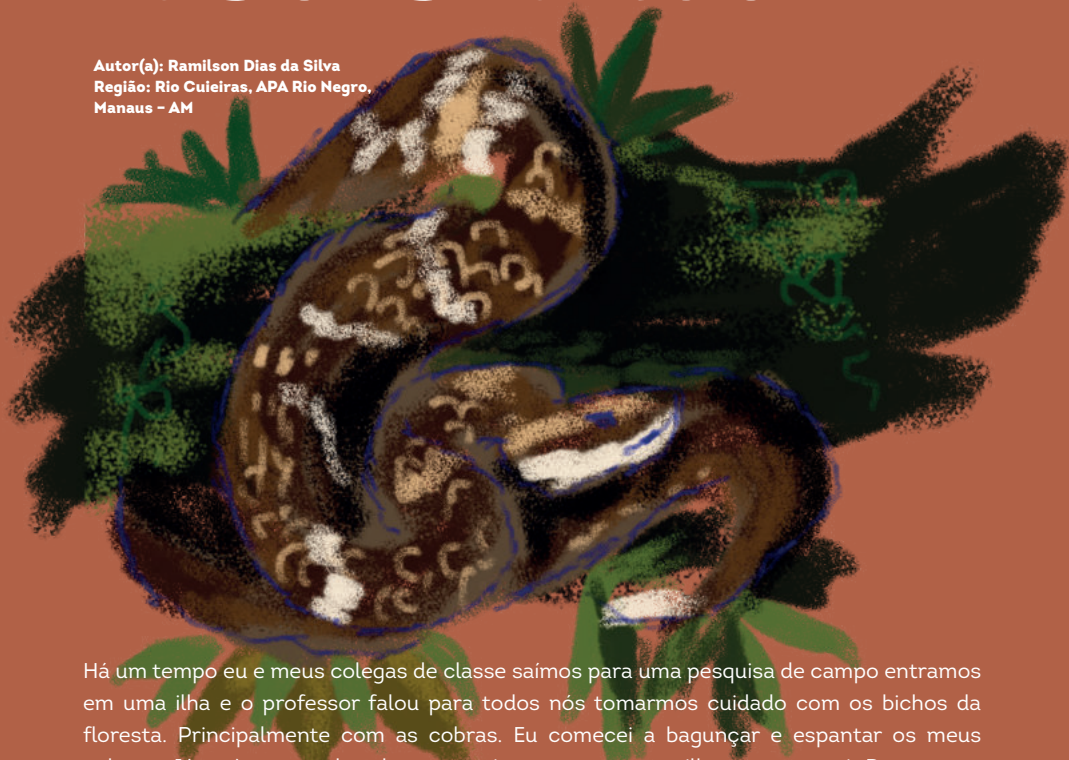 Autor(a): Ramilson Dias da Silva
Região: Rio Cuieiras, APA Rio Negro,
Manaus – AM
Há um tempo eu e meus colegas de classe saímos para uma pesquisa de campo entramos
em uma ilha e o professor falou para todos nós tomarmos cuidado com os bichos da
floresta. Principalmente com as cobras. Eu comecei a bagunçar e espantar os meus